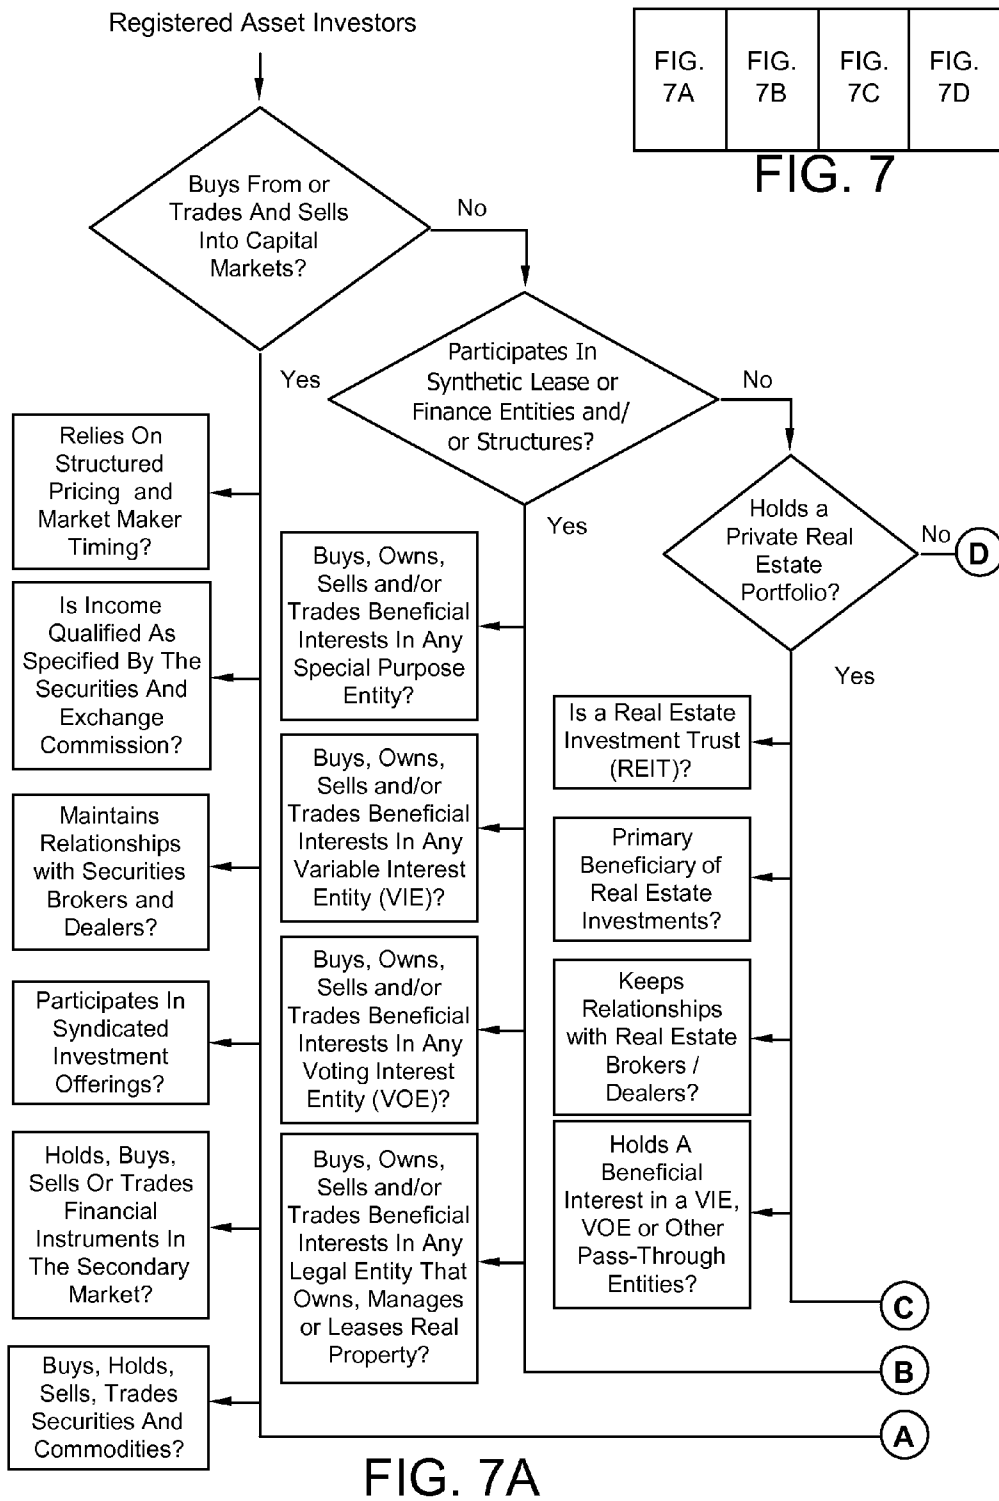 Registered Asset Investors
FIG.
7A
FIG.
7B
FIG.
7C
FIG.
7D
FIG. 7
Buys From or
Trades And Sells
Into Capital
Markets?
No
Yes
Participates In
Synthetic Lease or
Finance Entities and/
or Structures?
No
Yes
Holds a
Private Real
Estate
Portfolio?
No
D
Yes
Relies On
Structured
Pricing and
Market Maker
Timing?
Is Income
Qualified As
Specified By The
Securities And
Exchange
Commission?
Maintains
Relationships
with Securities
Brokers and
Dealers?
Participates In
Syndicated
Investment
Offerings?
Holds, Buys,
Sells Or Trades
Financial
Instruments In
The Secondary
Market?
Buys, Holds,
Sells, Trades
Securities And
Commodities?
Buys, Owns,
Sells and/or
Trades Beneficial
Interests In Any
Special Purpose
Entity?
Buys, Owns,
Sells and/or
Trades Beneficial
Interests In Any
Variable Interest
Entity (VIE)?
Buys, Owns,
Sells and/or
Trades Beneficial
Interests In Any
Voting Interest
Entity (VOE)?
Buys, Owns,
Sells and/or
Trades Beneficial
Interests In Any
Legal Entity That
Owns, Manages
or Leases Real
Property?
Is a Real Estate
Investment Trust
(REIT)?
Primary
Beneficiary of
Real Estate
Investments?
Keeps
Relationships
with Real Estate
Brokers /
Dealers?
Holds A
Beneficial
Interest in a VIE,
VOE or Other
Pass-Through
Entities?
C
B
A
FIG. 7A